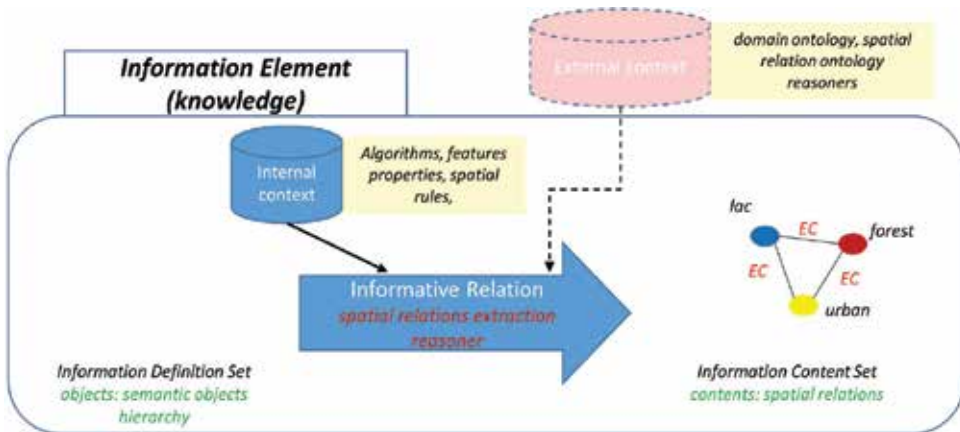 Information Element
(knowledge)
External context
domain ontology, spatial
relation ontology
reasoners
Internal
context
Algorithms, features
properties, spatial
rules,
lac
EC
forest
EC
EC
urban
Informative Relation
spatial relations extraction
reasoner
Information Definition Set
objects: semantic objects
hierarchy
Information Content Set
contents: spatial relations